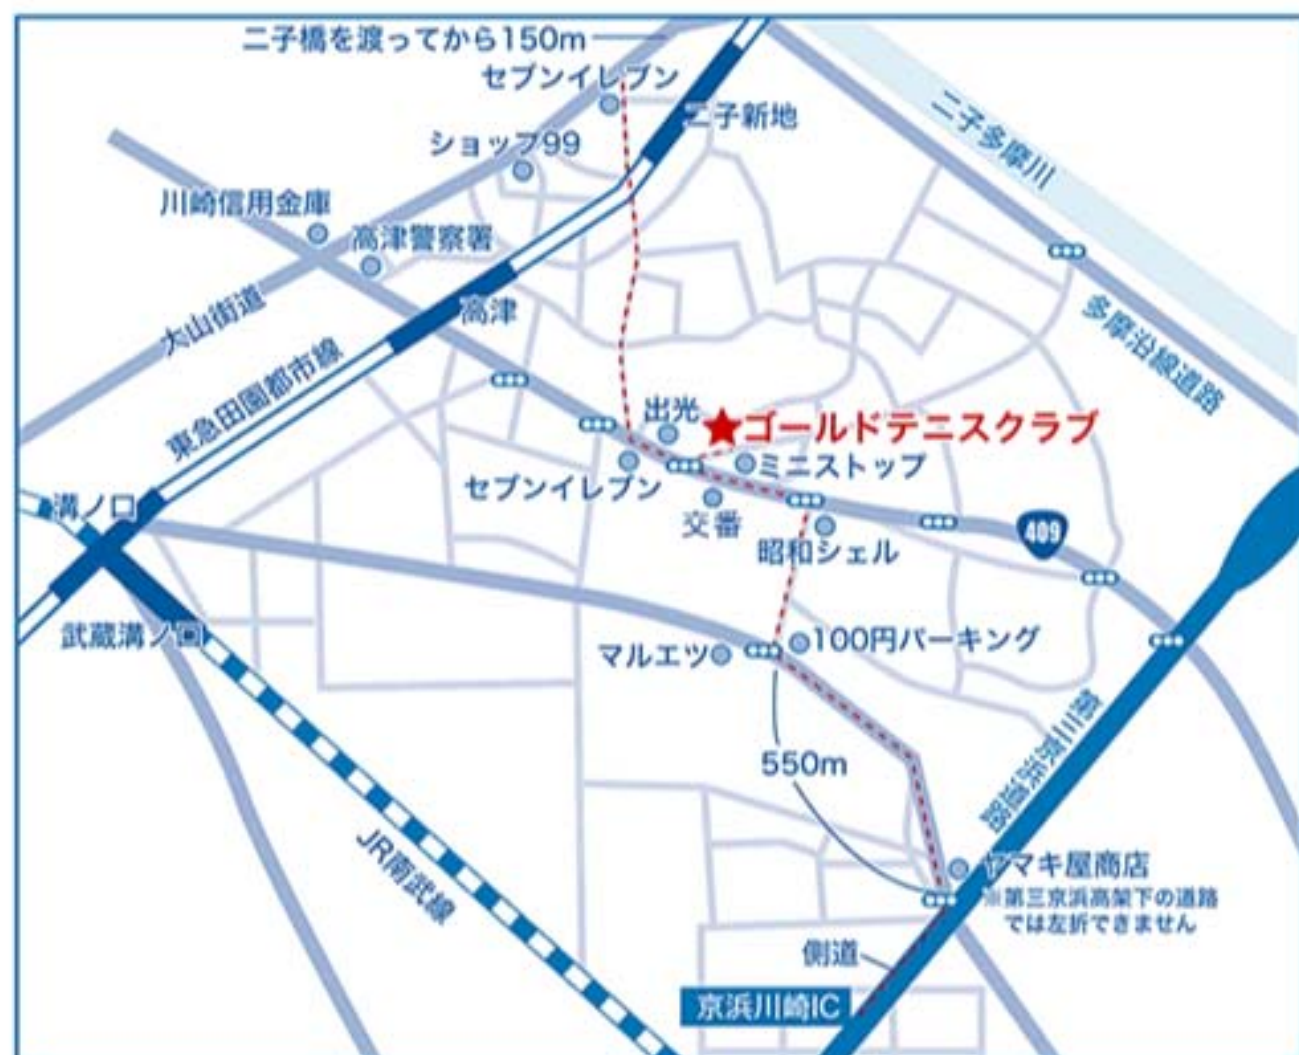 二子橋を渡ってから150m
セブンイレブン
二子新地
ショップ99
二子多摩川
川崎信用金庫
高津警察署
大山街道
高津
多摩沿線道路
東急田園都市線
出光
ゴールドテニスクラブ
セブンイレブン
ミニストップ
溝ノ口
交番
409
昭和シェル
武蔵溝ノ口
マルエツ
100円パーキング
第三京浜道路
550m
JR南武線
ヤマキ屋商店
※第三京浜高架下の道路
では左折できません
側道
京浜川崎IC